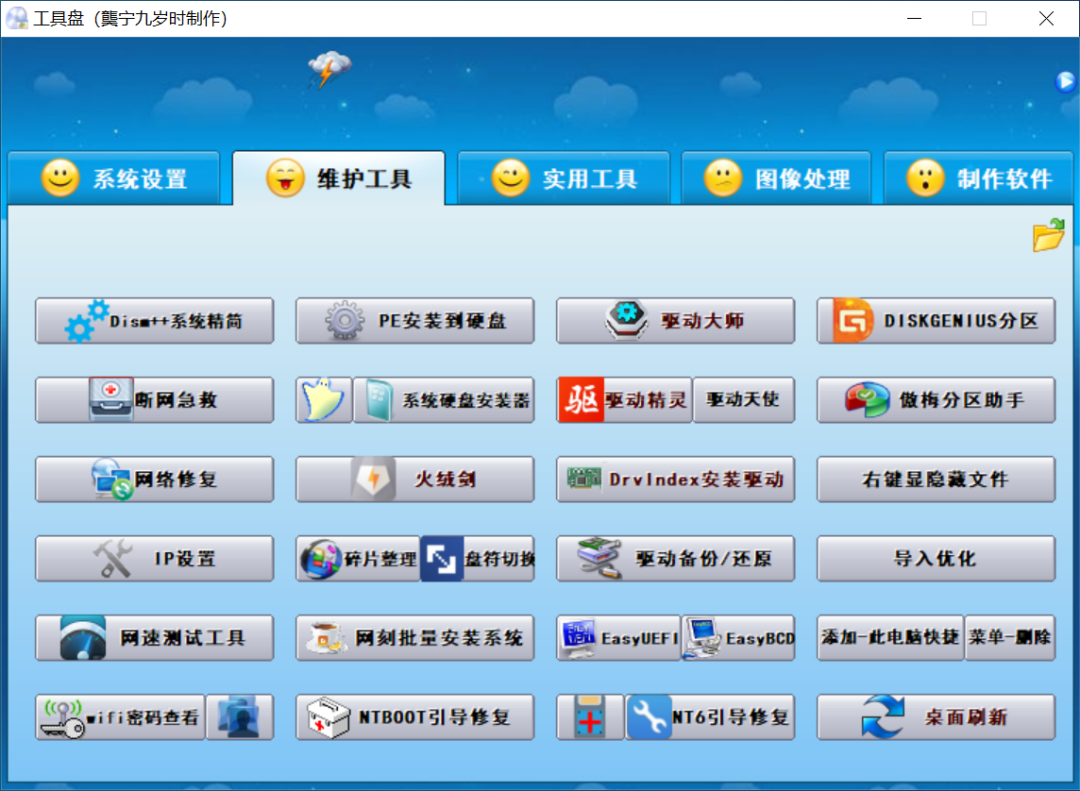 工具盘（龔宁九岁时制作）
系统设置 维护工具 实用工具 图像处理 制作软件
Dism++系统精简 PE安装到硬盘 驱动大师 DISKGENIUS分区
断网急救 系统硬盘安装器 驱 驱动精灵 驱动天使 傲梅分区助手
网络修复 火绒剑 DrvIndex安装驱动 右键显隐藏文件
IP设置 碎片整理 盘符切换 驱动备份/还原 导入优化
网速测试工具 网刻批量安装系统 EasyUEFI EasyBCD 添加-此电脑快捷 菜单-删除
wifi密码查看 NTBOOT引导修复 NT6引导修复 桌面刷新